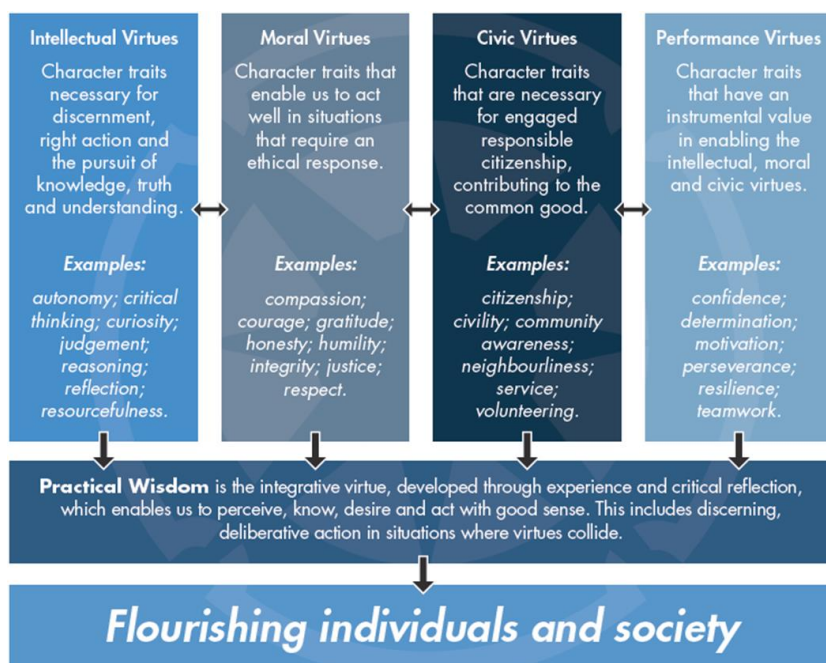 Intellectual Virtues
Character traits
necessary for
discernment,
right action and
the pursuit of
knowledge, truth
and understanding.
Examples:
autonomy; critical
thinking; curiosity;
judgement;
reasoning;
reflection;
resourcefulness.
Moral Virtues
Character traits that
enable us to act
well in situations
that require an
ethical response.
Examples:
compassion;
courage; gratitude;
honesty; humility;
integrity; justice;
respect.
Civic Virtues
Character traits
that are necessary
for engaged
responsible
citizenship,
contributing to the
common good.
Examples:
citizenship;
civility; community
awareness;
neighbourliness;
service;
volunteering.
Performance Virtues
Character traits
that have an
instrumental value
in enabling the
intellectual, moral
and civic virtues.
Examples:
confidence;
determination;
motivation;
perseverance;
resilience;
teamwork.
Practical Wisdom is the integrative virtue, developed through experience and critical reflection,
which enables us to perceive, know, desire and act with good sense. This includes discerning,
deliberative action in situations where virtues collide.
Flourishing individuals and society